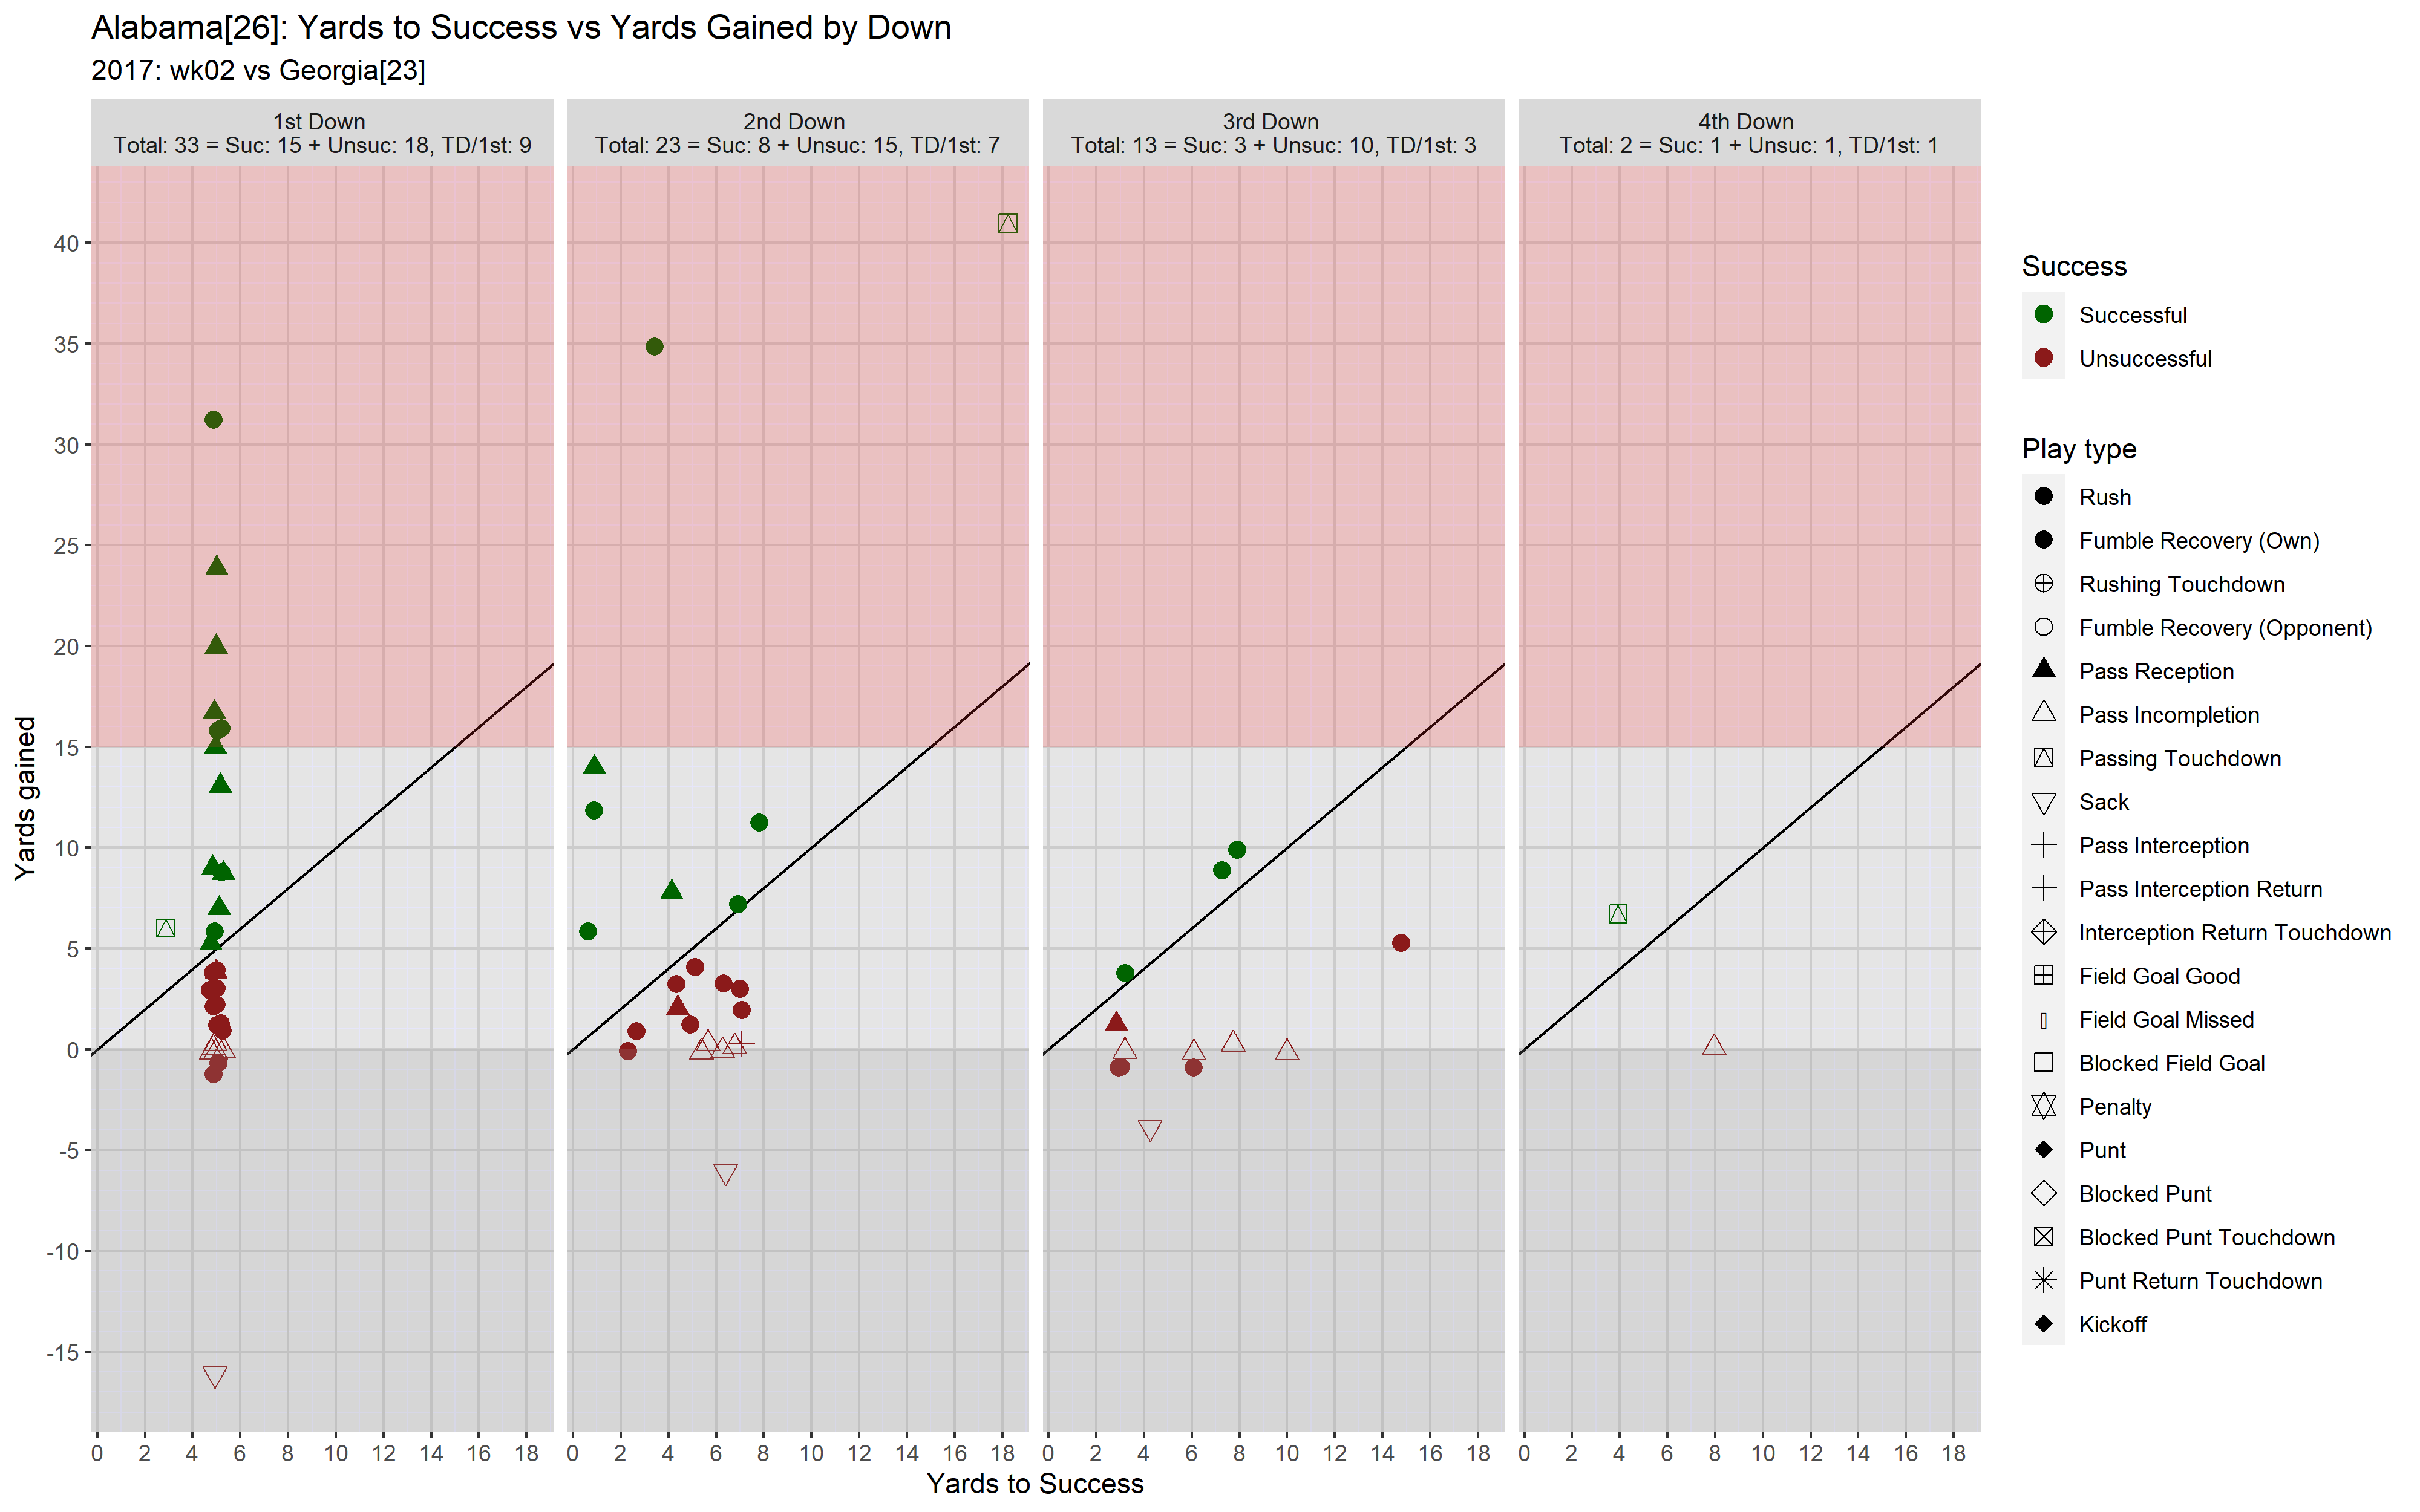 Alabama[26]: Yards to Success vs Yards Gained by Down
2017: wk02 vs Georgia[23]
1st Down
Total: 33 = Suc: 15 + Unsuc: 18, TD/1st: 9
2nd Down
Total: 23 = Suc: 8 + Unsuc: 15, TD/1st: 7
3rd Down
Total: 13 = Suc: 3 + Unsuc: 10, TD/1st: 3
4th Down
Total: 2 = Suc: 1 + Unsuc: 1, TD/1st: 1
Yards gained
40
35
30
25
20
15
10
5
0
-5
-10
-15
0 2 4 6 8 10 12 14 16 18
0 2 4 6 8 10 12 14 16 18
0 2 4 6 8 10 12 14 16 18
0 2 4 6 8 10 12 14 16 18
Yards to Success
Success
Successful
Unsuccessful
Play type
Rush
Fumble Recovery (Own)
Rushing Touchdown
Fumble Recovery (Opponent)
Pass Reception
Pass Incompletion
Passing Touchdown
Sack
Pass Interception
Pass Interception Return
Interception Return Touchdown
Field Goal Good
Field Goal Missed
Blocked Field Goal
Penalty
Punt
Blocked Punt
Blocked Punt Touchdown
Punt Return Touchdown
Kickoff